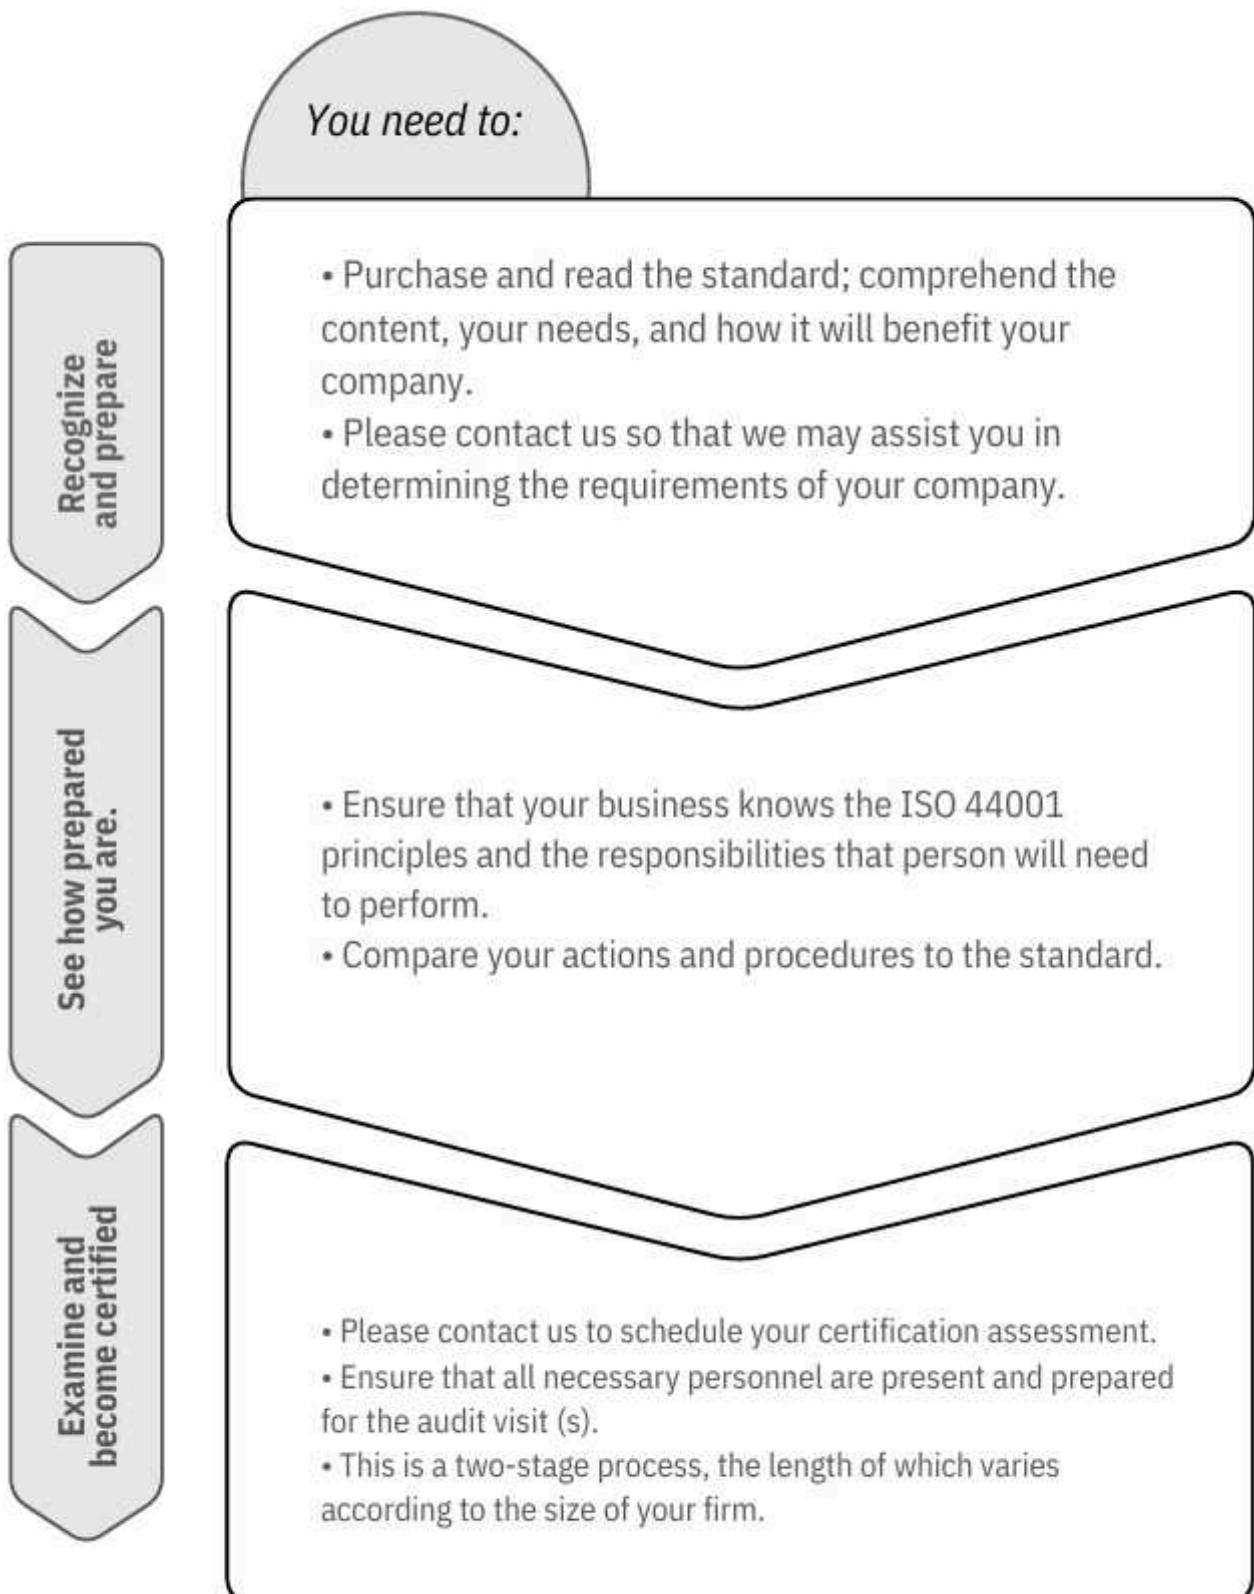 You need to:
Recognize
and prepare
• Purchase and read the standard; comprehend the
content, your needs, and how it will benefit your
company.
• Please contact us so that we may assist you in
determining the requirements of your company.
See how prepared
you are.
• Ensure that your business knows the ISO 44001
principles and the responsibilities that person will need
to perform.
• Compare your actions and procedures to the standard.
Examine and
become certified
• Please contact us to schedule your certification assessment.
• Ensure that all necessary personnel are present and prepared
for the audit visit (s).
• This is a two-stage process, the length of which varies
according to the size of your firm.